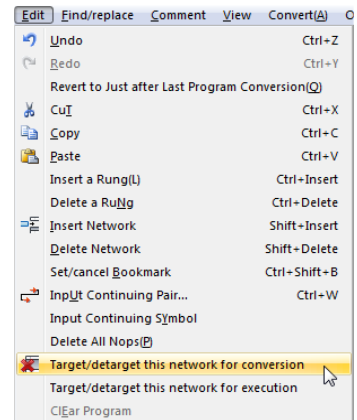 Edit Find/replace Comment View Convert(A)
Undo Ctrl+Z
Redo Ctrl+Y
Revert to Just after Last Program Conversion(Q)
CuT Ctrl+X
Copy Ctrl+C
Paste Ctrl+V
Insert a Rung(L) Ctrl+Insert
Delete a RuNg Ctrl+Delete
Insert Network Shift+Insert
Delete Network Shift+Delete
Set/cancel Bookmark Ctrl+Shift+B
InpUt Continuing Pair... Ctrl+W
Input Continuing SYmbol
Delete All Nops(P)
Target/detarget this network for conversion
Target/detarget this network for execution
ClEar Program